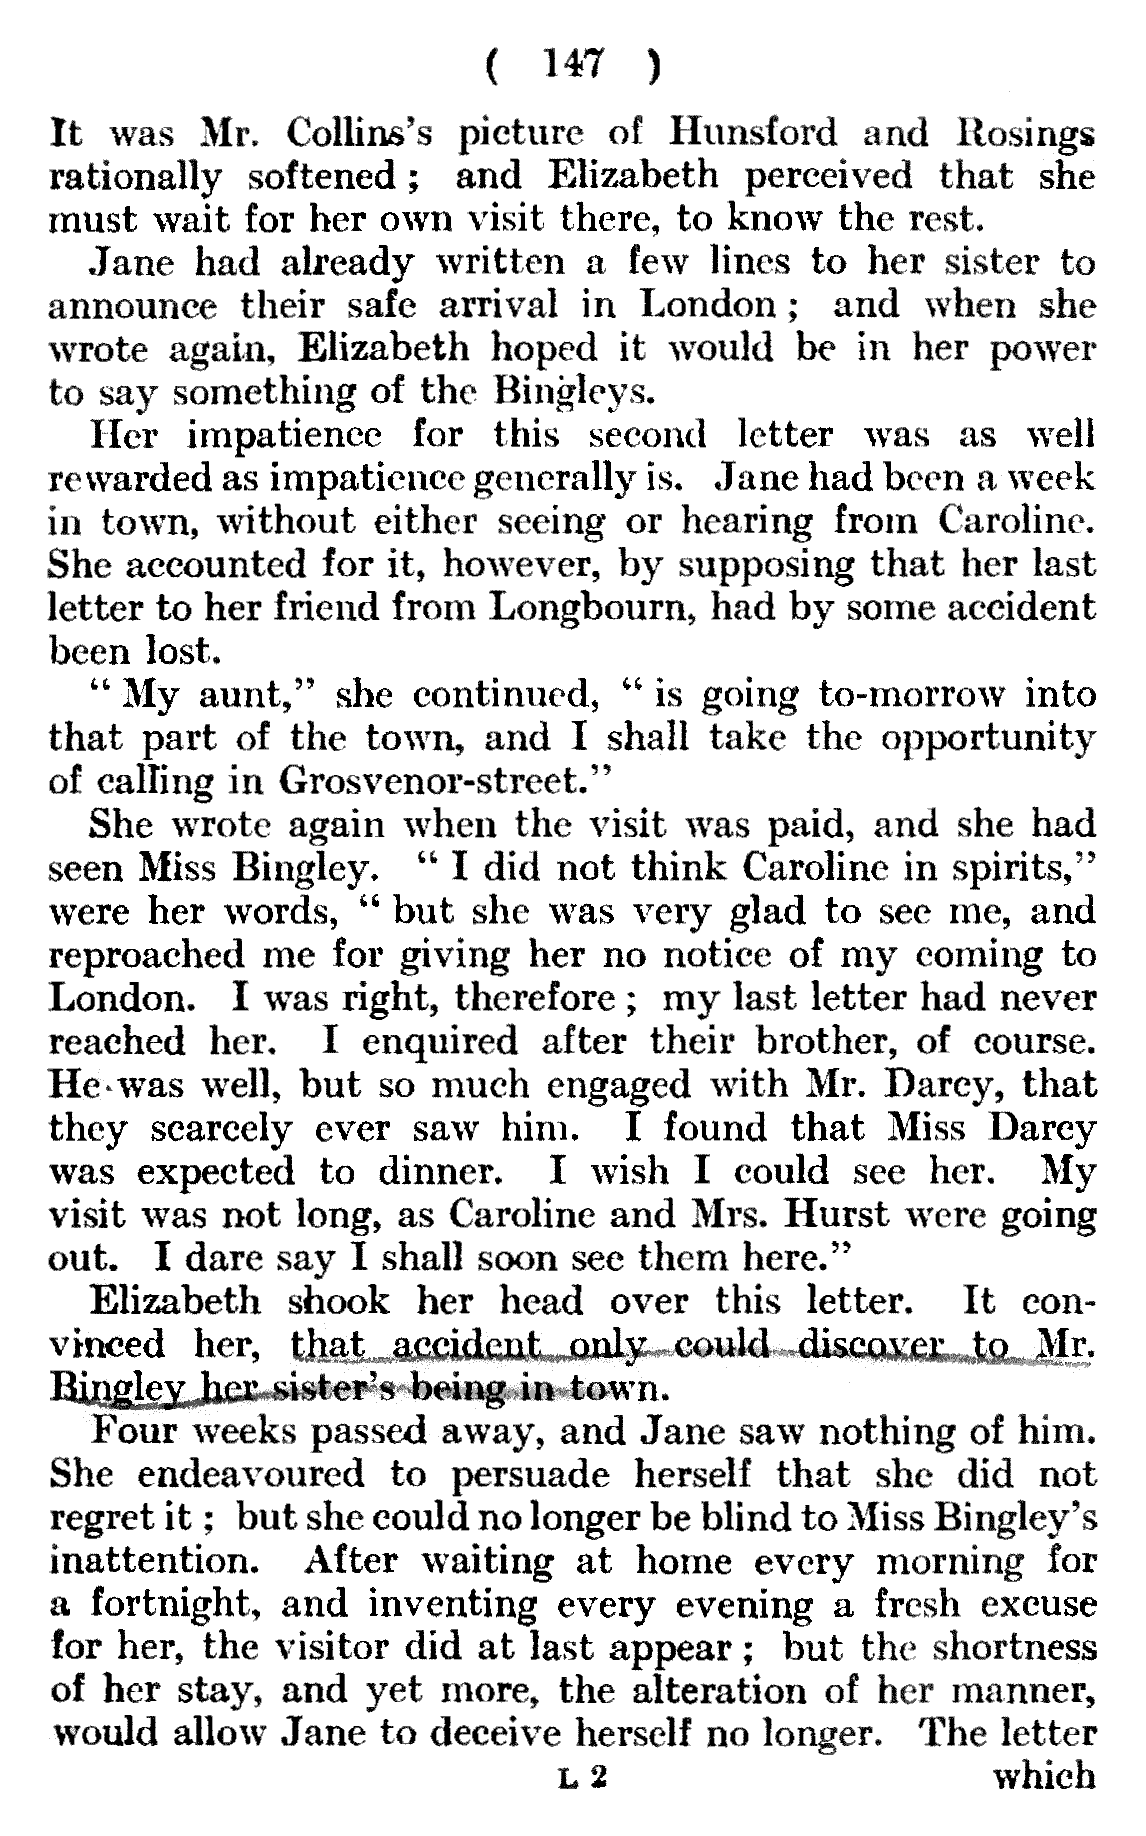 ( 147 )
It was Mr. Collins's picture of Hunsford and Rosings
rationally softened ; and Elizabeth perceived that she
must wait for her own visit there, to know the rest.
Jane had already written a few lines to her sister to
announce their safe arrival in London ; and when she
wrote again, Elizabeth hoped it would be in her power
to say something of the Bingleys.
Her impatience for this second letter was as well
rewarded as impatience generally is. Jane had been a week
in town, without either seeing or hearing from Caroline.
She accounted for it, however, by supposing that her last
letter to her friend from Longbourn, had by some accident
been lost.
“ My aunt,” she continued, “ is going to-morrow into
that part of the town, and I shall take the opportunity
of calling in Grosvenor-street.”
She wrote again when the visit was paid, and she had
seen Miss Bingley. “ I did not think Caroline in spirits,”
were her words, “ but she was very glad to see me, and
reproached me for giving her no notice of my coming to
London. I was right, therefore ; my last letter had never
reached her. I enquired after their brother, of course.
He was well, but so much engaged with Mr. Darcy, that
they scarcely ever saw him. I found that Miss Darcy
was expected to dinner. I wish I could see her. My
visit was not long, as Caroline and Mrs. Hurst were going
out. I dare say I shall soon see them here.”
Elizabeth shook her head over this letter. It con-
vinced her, that accident only could discover to Mr.
Bingley her sister's being in town.
Four weeks passed away, and Jane saw nothing of him.
She endeavoured to persuade herself that she did not
regret it ; but she could no longer be blind to Miss Bingley's
inattention. After waiting at home every morning for
a fortnight, and inventing every evening a fresh excuse
for her, the visitor did at last appear ; but the shortness
of her stay, and yet more, the alteration of her manner,
would allow Jane to deceive herself no longer. The letter
L 2 which